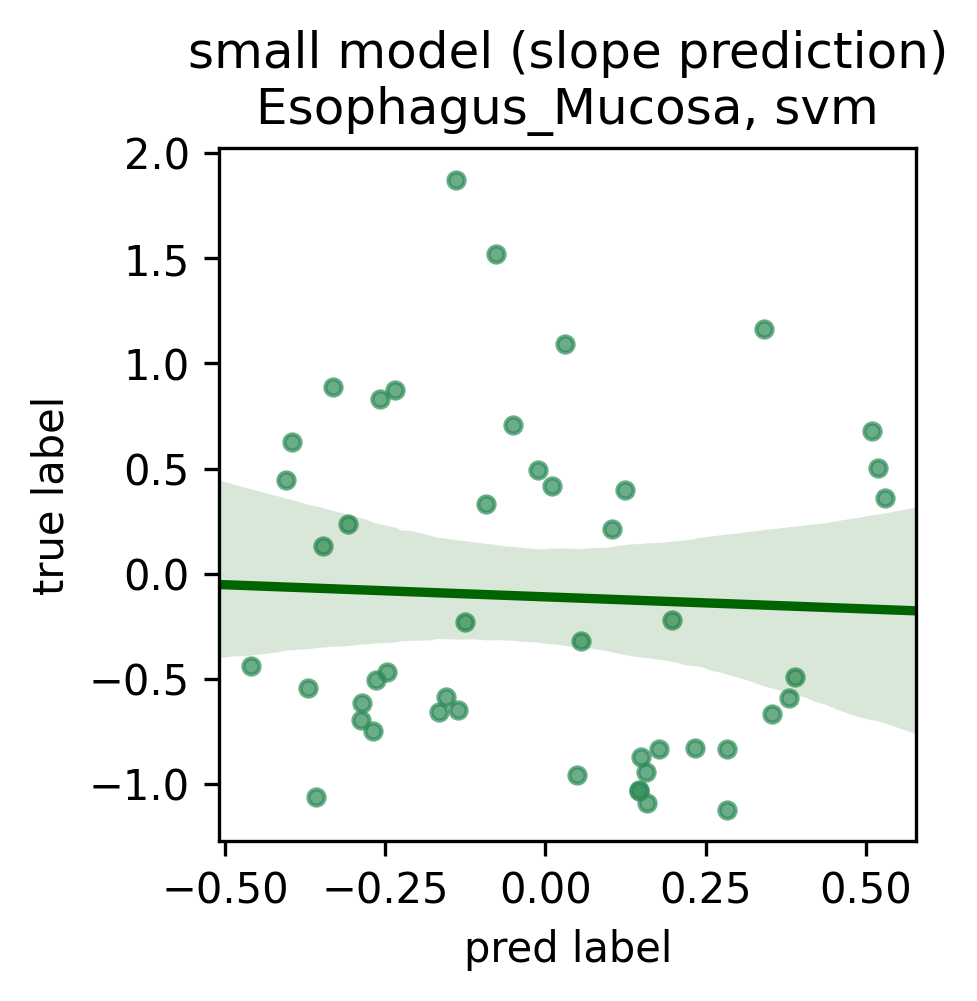 small model (slope prediction)
Esophagus_Mucosa, svm
2.0
1.5
1.0
0.5
0.0
−0.5
−1.0
true label
−0.50 −0.25 0.00 0.25 0.50
pred label